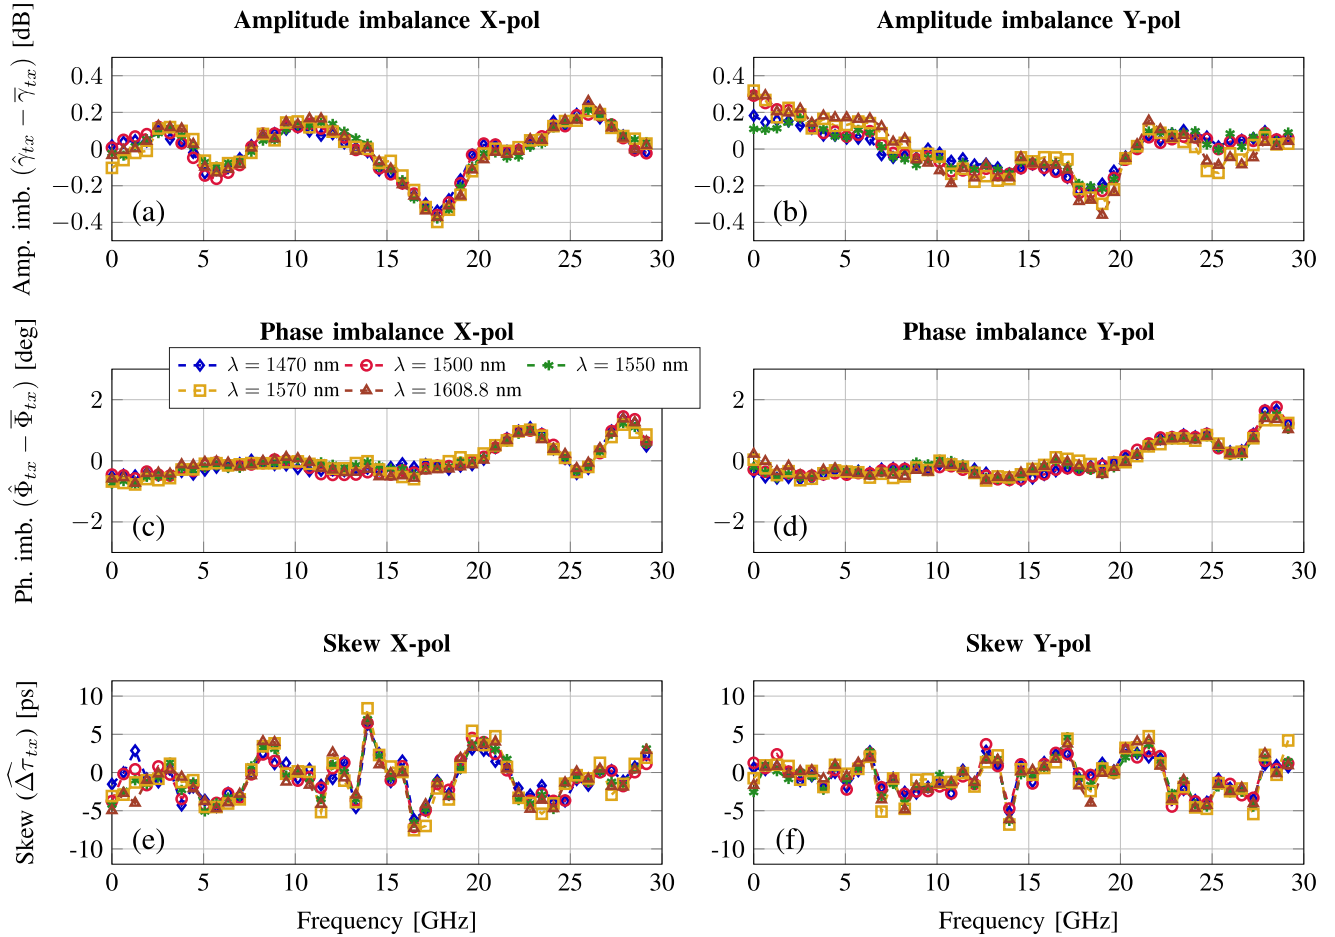 Amplitude imbalance X-pol
Amplitude imbalance Y-pol
Amp. imb. (γ̂_tx − γ̅_tx) [dB]
0.4
0.2
0
−0.2
−0.4
(a)
0 5 10 15 20 25 30
0.4
0.2
0
−0.2
−0.4
(b)
0 5 10 15 20 25 30
Phase imbalance X-pol
Phase imbalance Y-pol
λ = 1470 nm λ = 1500 nm λ = 1550 nm
λ = 1570 nm λ = 1608.8 nm
Ph. imb. (Φ̂_tx − Φ̅_tx) [deg]
2
0
−2
(c)
0 5 10 15 20 25 30
2
0
−2
(d)
0 5 10 15 20 25 30
Skew X-pol
Skew Y-pol
Skew (Δ̂τ_tx) [ps]
10
5
0
-5
-10
(e)
0 5 10 15 20 25 30
Frequency [GHz]
10
5
0
-5
-10
(f)
0 5 10 15 20 25 30
Frequency [GHz]